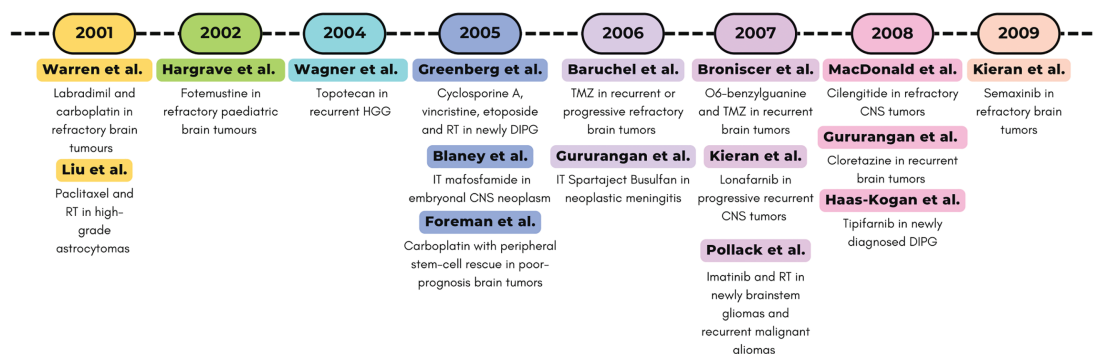 2001
2002
2004
2005
2006
2007
2008
2009
Warren et al.
Labradimil and
carboplatin in
refractory brain
tumours
Liu et al.
Paclitaxel and
RT in high-
grade
astrocytomas
Hargrave et al.
Fotemustine in
refractory paediatric
brain tumours
Wagner et al.
Topotecan in
recurrent HGG
Greenberg et al.
Cyclosporine A,
vincristine, etoposide
and RT in newly DIPG
Blaney et al.
IT mafosfamide in
embryonal CNS neoplasm
Foreman et al.
Carboplatin with peripheral
stem-cell rescue in poor-
prognosis brain tumors
Baruchel et al.
TMZ in recurrent or
progressive refractory
brain tumors
Gururangan et al.
IT Spartaject Busulfan in
neoplastic meningitis
Broniscer et al.
O6-benzylguanine
and TMZ in recurrent
brain tumors
Kieran et al.
Lonafarnib in
progressive recurrent
CNS tumors
Pollack et al.
Imatinib and RT in
newly brainstem
gliomas and
recurrent malignant
gliomas
MacDonald et al.
Cilengitide in refractory
CNS tumors
Gururangan et al.
Cloretazine in recurrent
brain tumors
Haas-Kogan et al.
Tipifarnib in newly
diagnosed DIPG
Kieran et al.
Semaxinib in
refractory brain
tumors